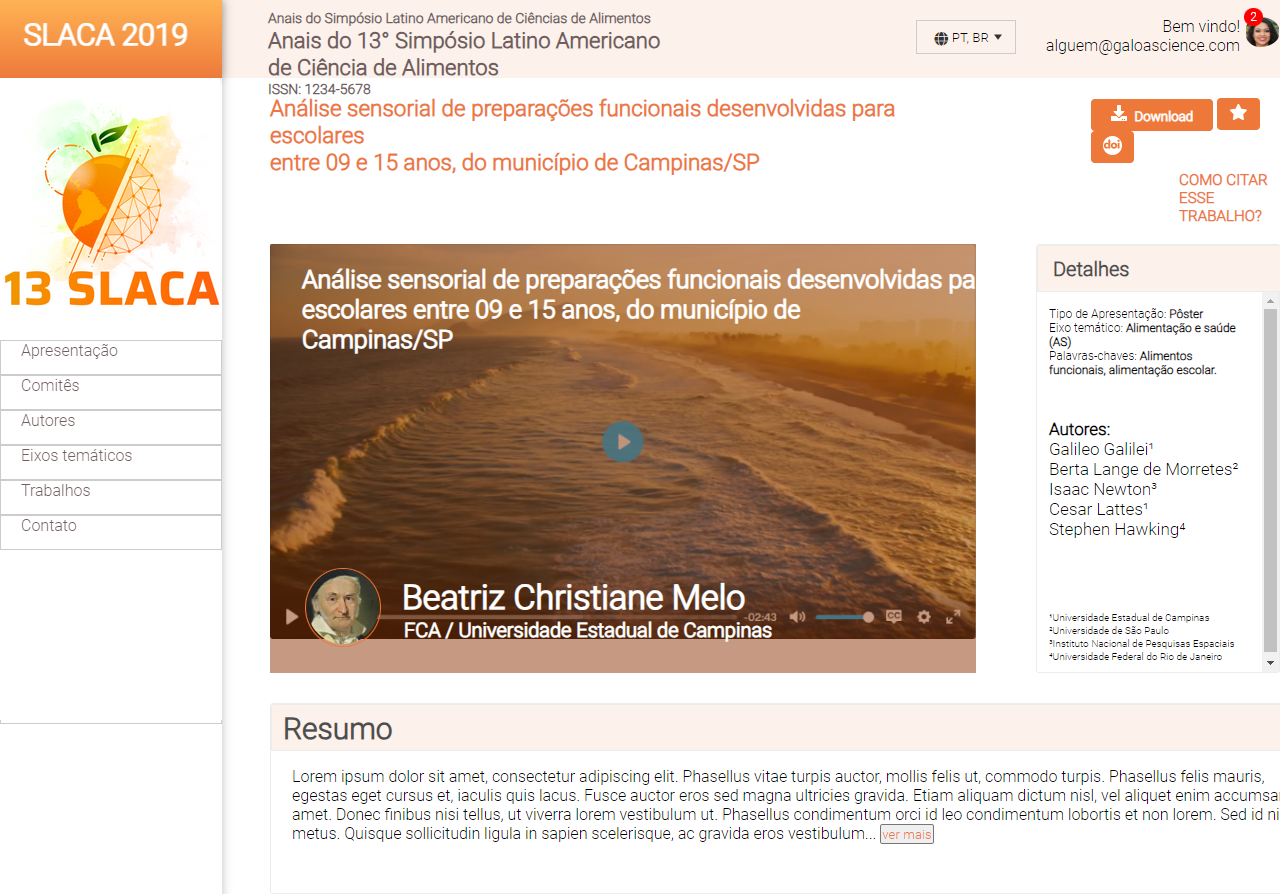 SLACA 2019
Anais do Simpósio Latino Americano de Ciências de Alimentos
Anais do 13° Simpósio Latino Americano
de Ciência de Alimentos
ISSN: 1234-5678
PT, BR
Bem vindo!
2
alguem@galoascience.com
Análise sensorial de preparações funcionais desenvolvidas para
escolares
entre 09 e 15 anos, do município de Campinas/SP
Download
doi
COMO CITAR
ESSE
TRABALHO?
13 SLACA
Apresentação
Comitês
Autores
Eixos temáticos
Trabalhos
Contato
Análise sensorial de preparações funcionais desenvolvidas pa
escolares entre 09 e 15 anos, do município de
Campinas/SP
Beatriz Christiane Melo
FCA / Universidade Estadual de Campinas
-02:43
CC
Detalhes
Tipo de Apresentação: Pôster
Eixo temático: Alimentação e saúde
(AS)
Palavras-chaves: Alimentos
funcionais, alimentação escolar.
Autores:
Galileo Galilei¹
Berta Lange de Morretes²
Isaac Newton³
Cesar Lattes¹
Stephen Hawking⁴
¹Universidade Estadual de Campinas
²Universidade de São Paulo
³Instituto Nacional de Pesquisas Espaciais
⁴Universidade Federal do Rio de Janeiro
Resumo
Lorem ipsum dolor sit amet, consectetur adipiscing elit. Phasellus vitae turpis auctor, mollis felis ut, commodo turpis. Phasellus felis mauris,
egestas eget cursus et, iaculis quis lacus. Fusce auctor eros sed magna ultricies gravida. Etiam aliquam dictum nisl, vel aliquet enim accumsa
amet. Donec finibus nisi tellus, ut viverra lorem vestibulum ut. Phasellus condimentum orci id leo condimentum lobortis et non lorem. Sed id ni
metus. Quisque sollicitudin ligula in sapien scelerisque, ac gravida eros vestibulum... ver mais